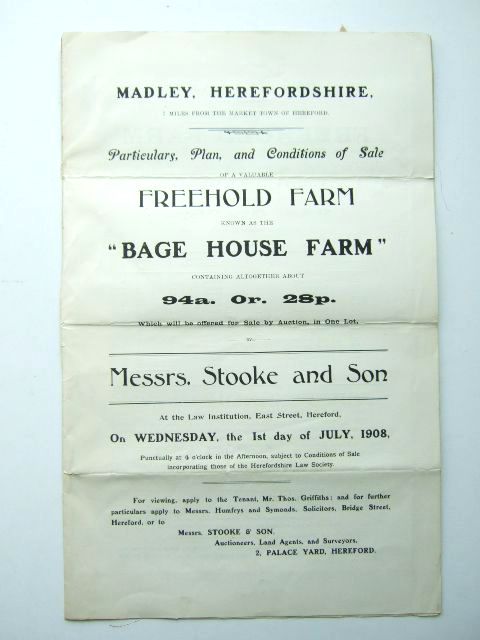 MADLEY, HEREFORDSHIRE,
7 MILES FROM THE MARKET TOWN OF HEREFORD.
Particulars, Plan, and Conditions of Sale
OF A VALUABLE
FREEHOLD FARM
KNOWN AS THE
"BAGE HOUSE FARM"
CONTAINING ALTOGETHER ABOUT
94a. 0r. 28p.
Which will be offered for Sale by Auction, in One Lot,
BY
Messrs. Stooke and Son
At the Law Institution, East Street, Hereford,
On WEDNESDAY, the 1st day of JULY, 1908,
Punctually at 4 o'clock in the Afternoon, subject to Conditions of Sale
incorporating those of the Herefordshire Law Society.
For viewing, apply to the Tenant, Mr. Thos. Griffiths; and for further
particulars apply to Messrs. Humfrys and Symonds, Solicitors, Bridge Street,
Hereford, or to
Messrs. STOOKE & SON,
Auctioneers, Land Agents, and Surveyors,
2, PALACE YARD, HEREFORD.